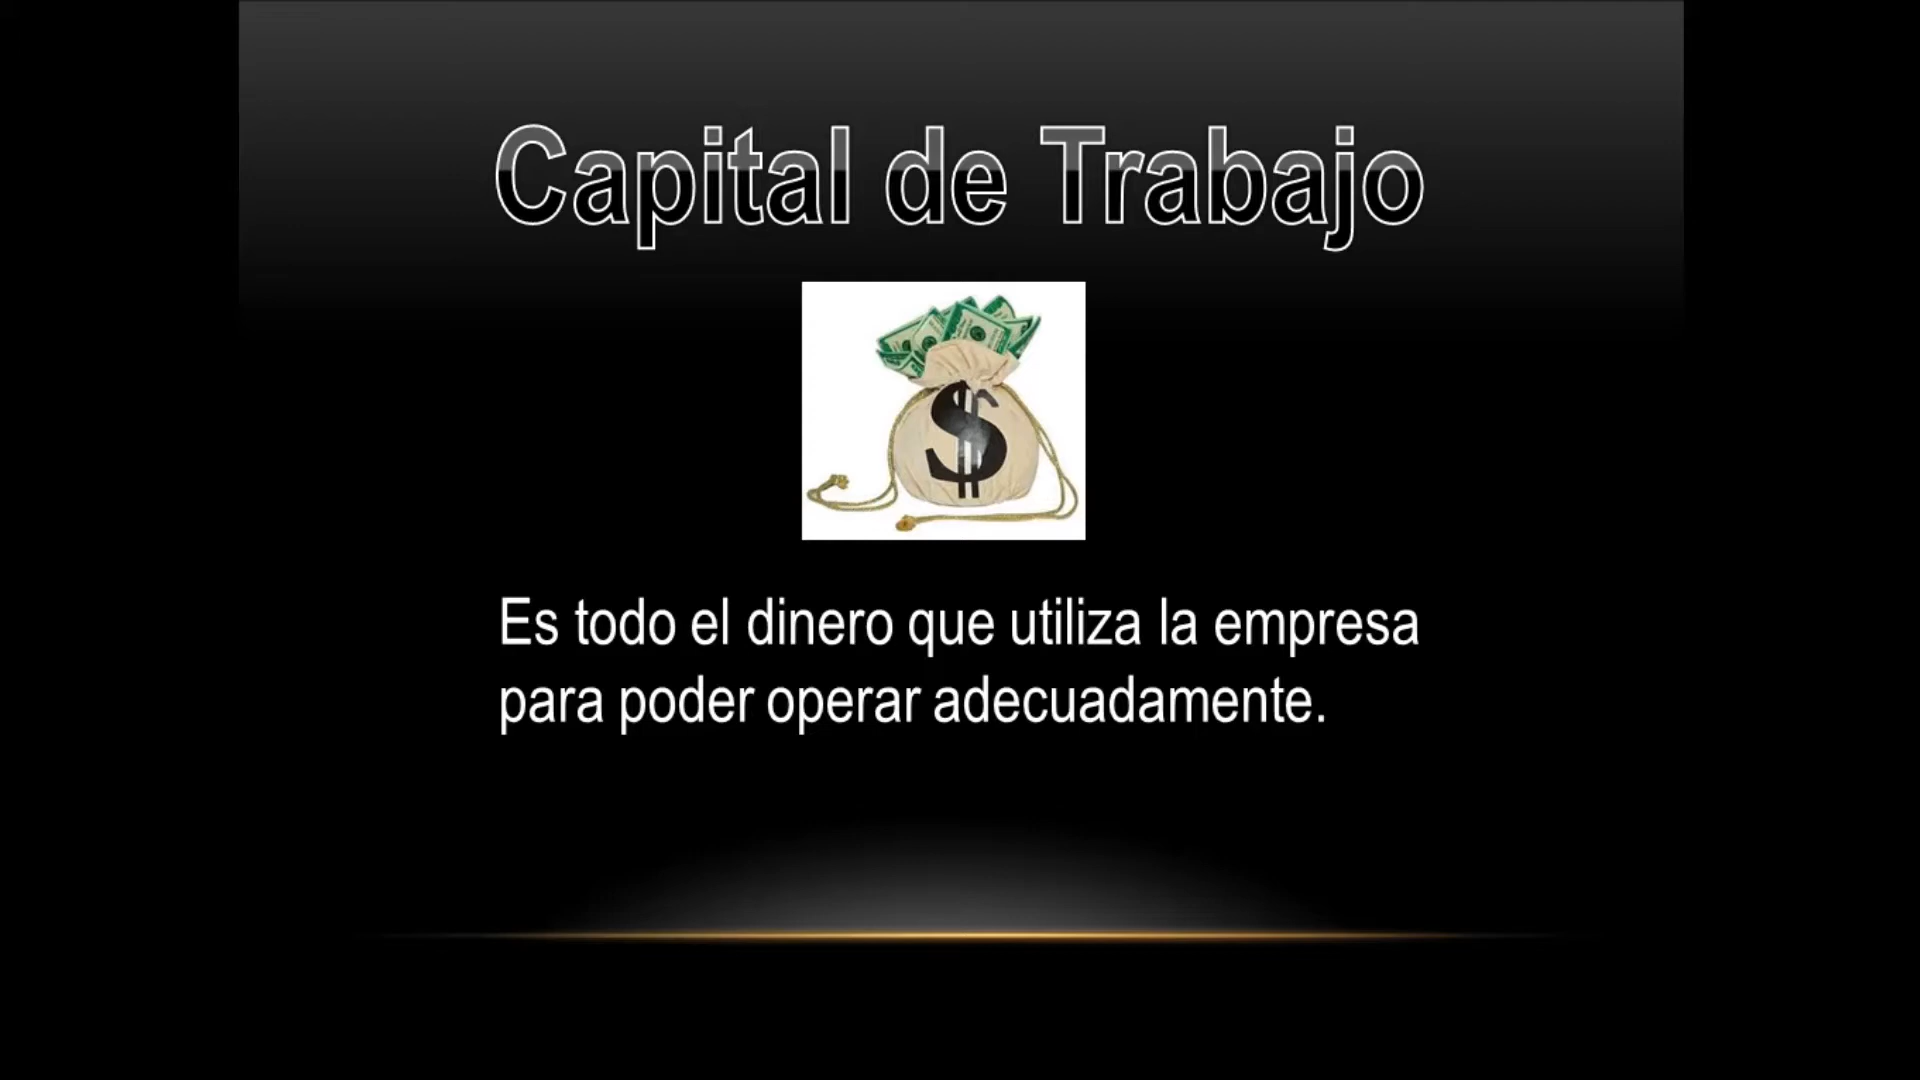 Capital de Trabajo
$
Es todo el dinero que utiliza la empresa
para poder operar adecuadamente.